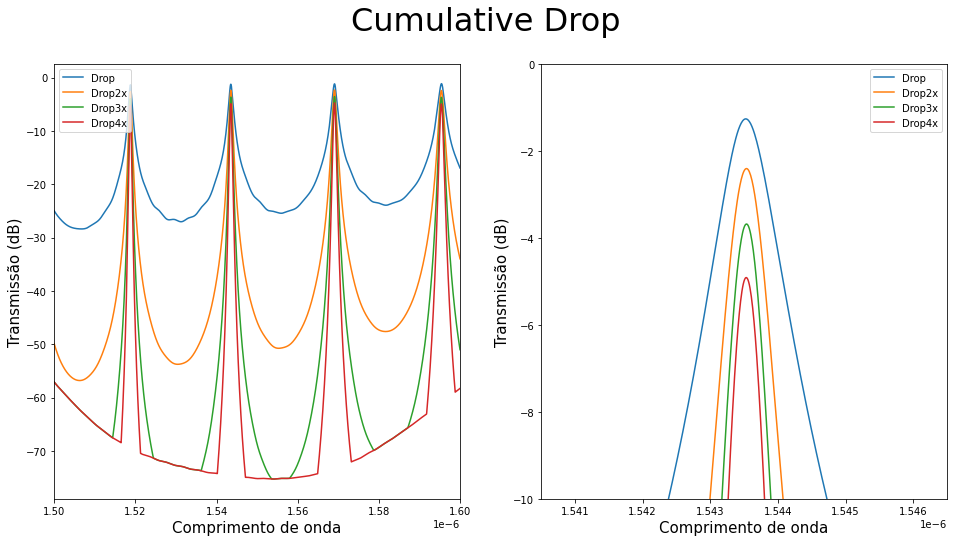 Cumulative Drop
Transmissão (dB)
0
−10
−20
−30
−40
−50
−60
−70
Drop
Drop2x
Drop3x
Drop4x
1.50
1.52
1.54
1.56
1.58
1.60
1e−6
Comprimento de onda
Transmissão (dB)
0
−2
−4
−6
−8
−10
Drop
Drop2x
Drop3x
Drop4x
1.541
1.542
1.543
1.544
1.545
1.546
1e−6
Comprimento de onda